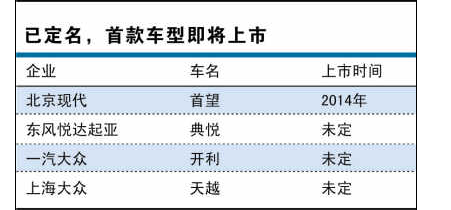 已定名，首款车型即将上市
企业 车名 上市时间
北京现代 首望 2014年
东风悦达起亚 典悦 未定
一汽大众 开利 未定
上海大众 天越 未定